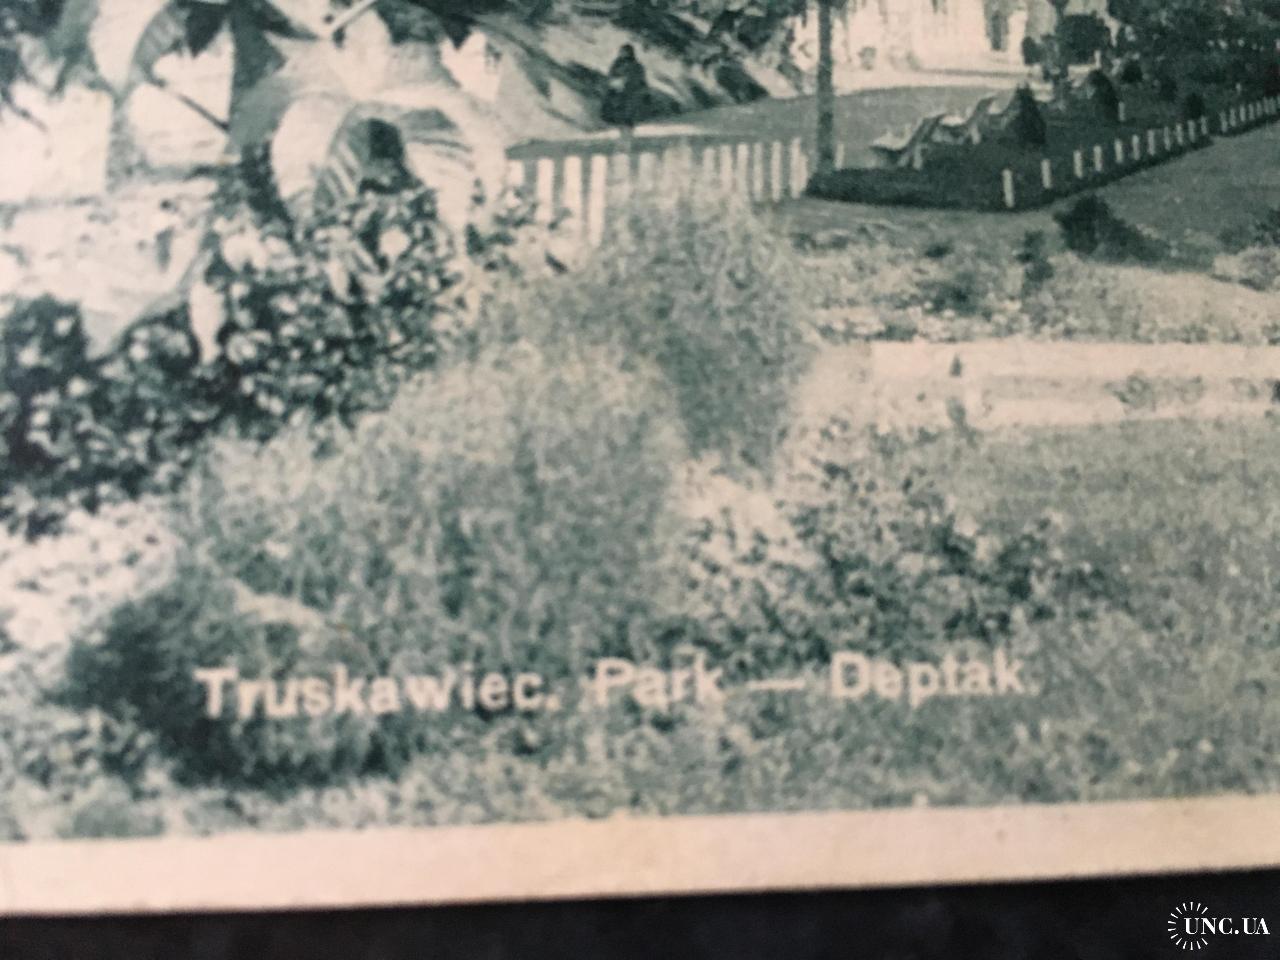 Truskawiec. Park — Deptak.
UNC.UA